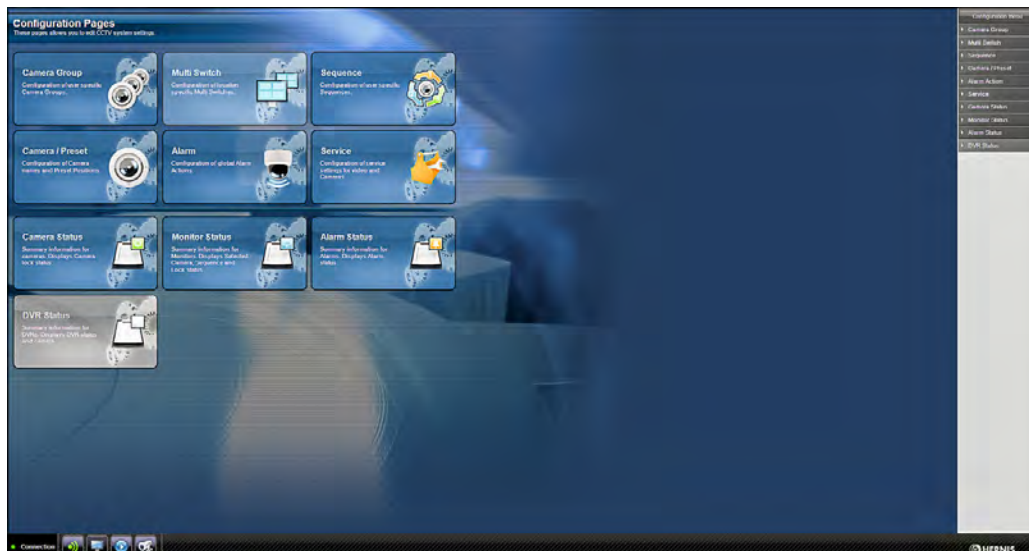 Configuration Pages
These pages allows you to edit CCTV system settings.
Camera Group
Configuration of user specific
Camera Groups.
Multi Switch
Configuration of location
specific Multi Switches.
Sequence
Configuration of user specific
Sequences.
Camera / Preset
Configuration of Camera
names and Preset Positions.
Alarm
Configuration of global Alarm
Actions.
Service
Configuration of service
settings for video and
Camera
Camera Status
Summary information for
cameras. Displays Camera
lock status
Monitor Status
Summary information for
Monitors. Displays Selected
Camera, Sequence and
Lock status
Alarm Status
Summary information for
Alarms. Displays Alarm
status
DVR Status
Summary information for
DVRs. Displays DVR status
and
Configuration Menu
Camera Group
Multi Switch
Sequence
Camera / Preset
Alarm Action
Service
Camera Status
Monitor Status
Alarm Status
DVR Status
Connection
HERNIS